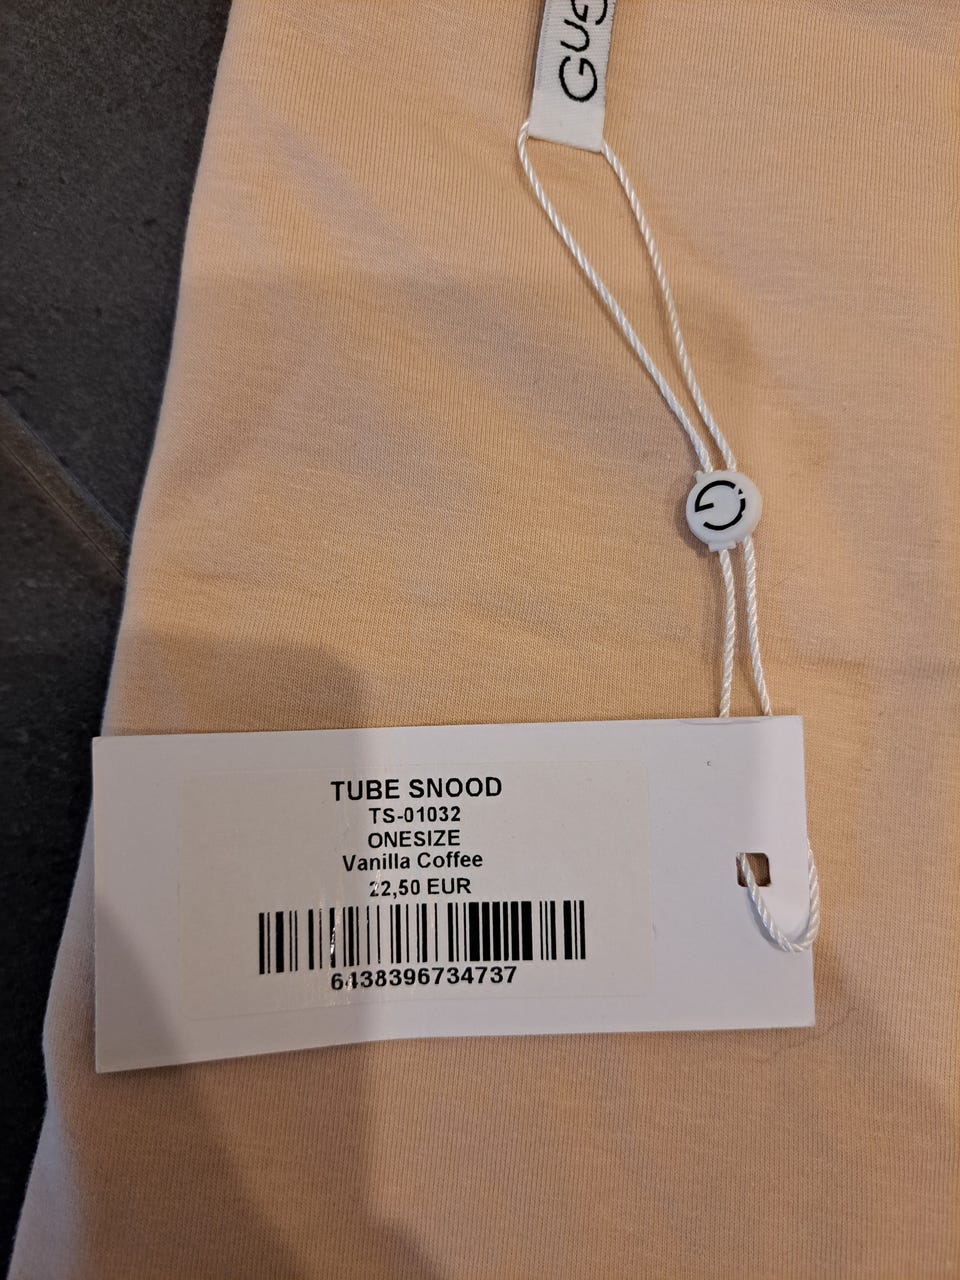 TUBE SNOOD
TS-01032
ONESIZE
Vanilla Coffee
22,50 EUR
6438396734737